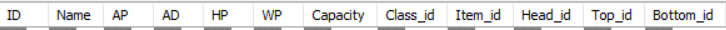 ID Name AP AD HP WP Capacity Class_id Item_id Head_id Top_id Bottom_id